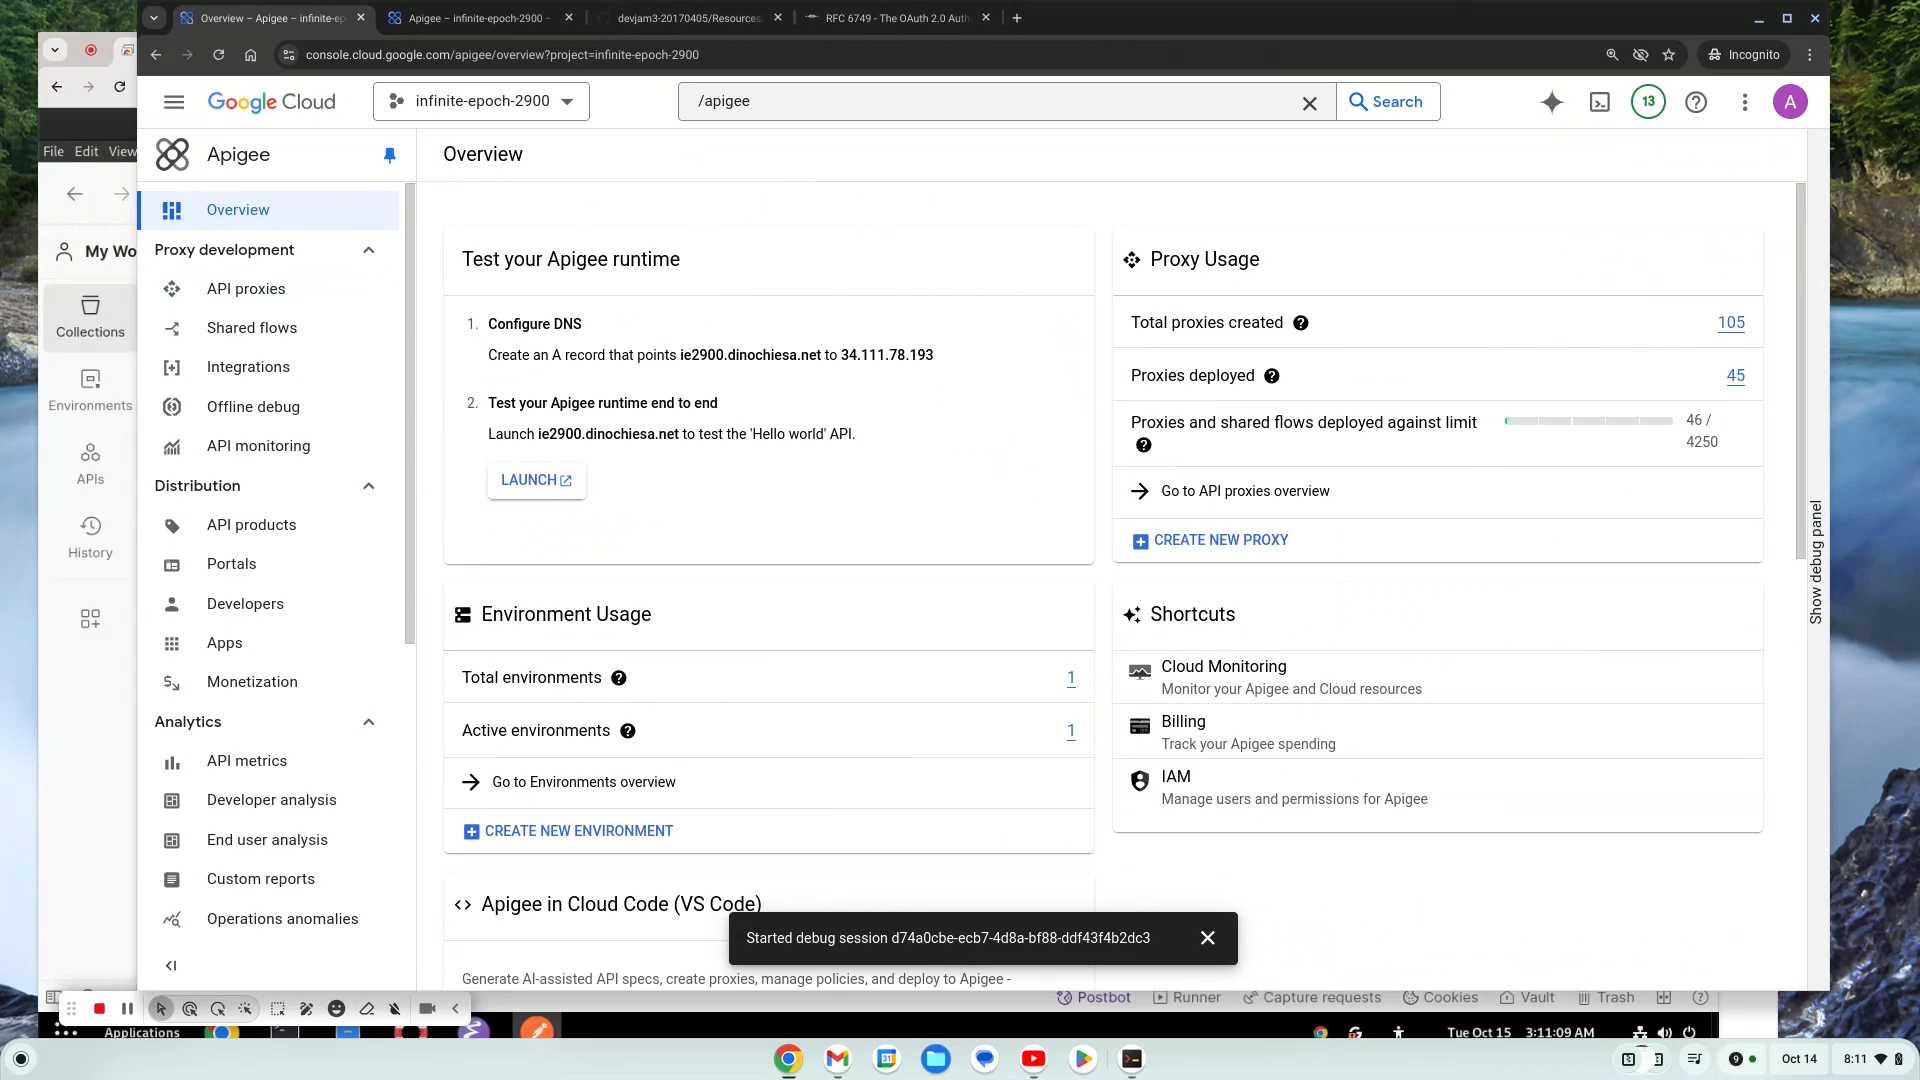 Overview – Apigee – infinite-ep
Apigee – infinite-epoch-2900 –
devjam3-20170405/Resources
RFC 6749 - The OAuth 2.0 Auth
console.cloud.google.com/apigee/overview?project=infinite-epoch-2900
Incognito
Google Cloud
infinite-epoch-2900
/apigee
Search
13
A
File Edit View
My Wo
Collections
Environments
APIs
History
Apigee
Overview
Proxy development
API proxies
Shared flows
Integrations
Offline debug
API monitoring
Distribution
API products
Portals
Developers
Apps
Monetization
Analytics
API metrics
Developer analysis
End user analysis
Custom reports
Operations anomalies
Overview
Test your Apigee runtime
1. Configure DNS
Create an A record that points ie2900.dinochiesa.net to 34.111.78.193
2. Test your Apigee runtime end to end
Launch ie2900.dinochiesa.net to test the 'Hello world' API.
LAUNCH
Proxy Usage
Total proxies created 105
Proxies deployed 45
Proxies and shared flows deployed against limit 46 /
4250
Go to API proxies overview
CREATE NEW PROXY
Environment Usage
Total environments 1
Active environments 1
Go to Environments overview
CREATE NEW ENVIRONMENT
Shortcuts
Cloud Monitoring
Monitor your Apigee and Cloud resources
Billing
Track your Apigee spending
IAM
Manage users and permissions for Apigee
Apigee in Cloud Code (VS Code)
Generate AI-assisted API specs, create proxies, manage policies, and deploy to Apigee -
Started debug session d74a0cbe-ecb7-4d8a-bf88-ddf43f4b2dc3
Show debug panel
Postbot Runner Capture requests Cookies Vault Trash
Applications
Tue Oct 15 3:11:09 AM
9
Oct 14
8:11